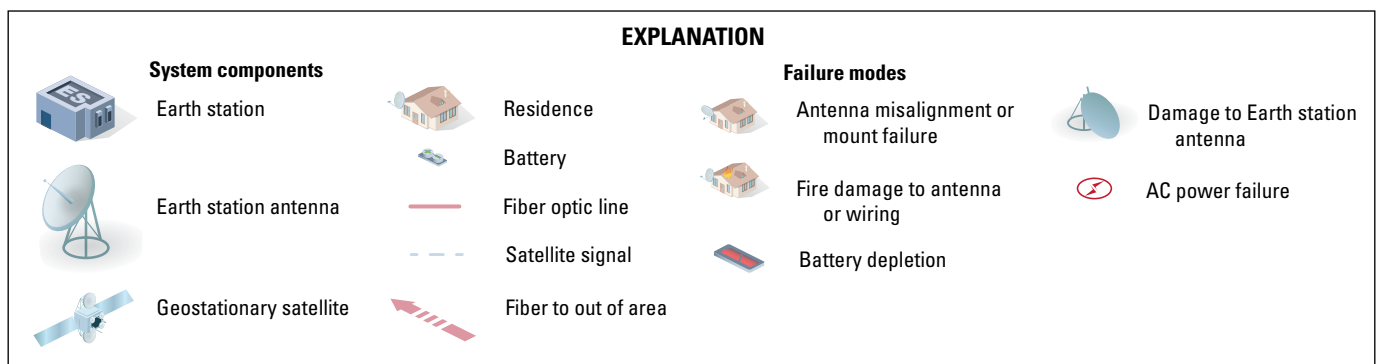 EXPLANATION
System components
Earth station
ES
Earth station antenna
Geostationary satellite
Residence
Battery
Fiber optic line
Satellite signal
Fiber to out of area
Failure modes
Antenna misalignment or
mount failure
Fire damage to antenna
or wiring
Battery depletion
Damage to Earth station
antenna
AC power failure